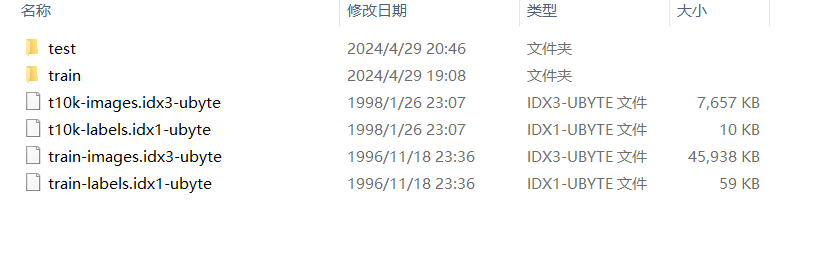 名称 修改日期 类型 大小
test 2024/4/29 20:46 文件夹
train 2024/4/29 19:08 文件夹
t10k-images.idx3-ubyte 1998/1/26 23:07 IDX3-UBYTE 文件 7,657 KB
t10k-labels.idx1-ubyte 1998/1/26 23:07 IDX1-UBYTE 文件 10 KB
train-images.idx3-ubyte 1996/11/18 23:36 IDX3-UBYTE 文件 45,938 KB
train-labels.idx1-ubyte 1996/11/18 23:36 IDX1-UBYTE 文件 59 KB